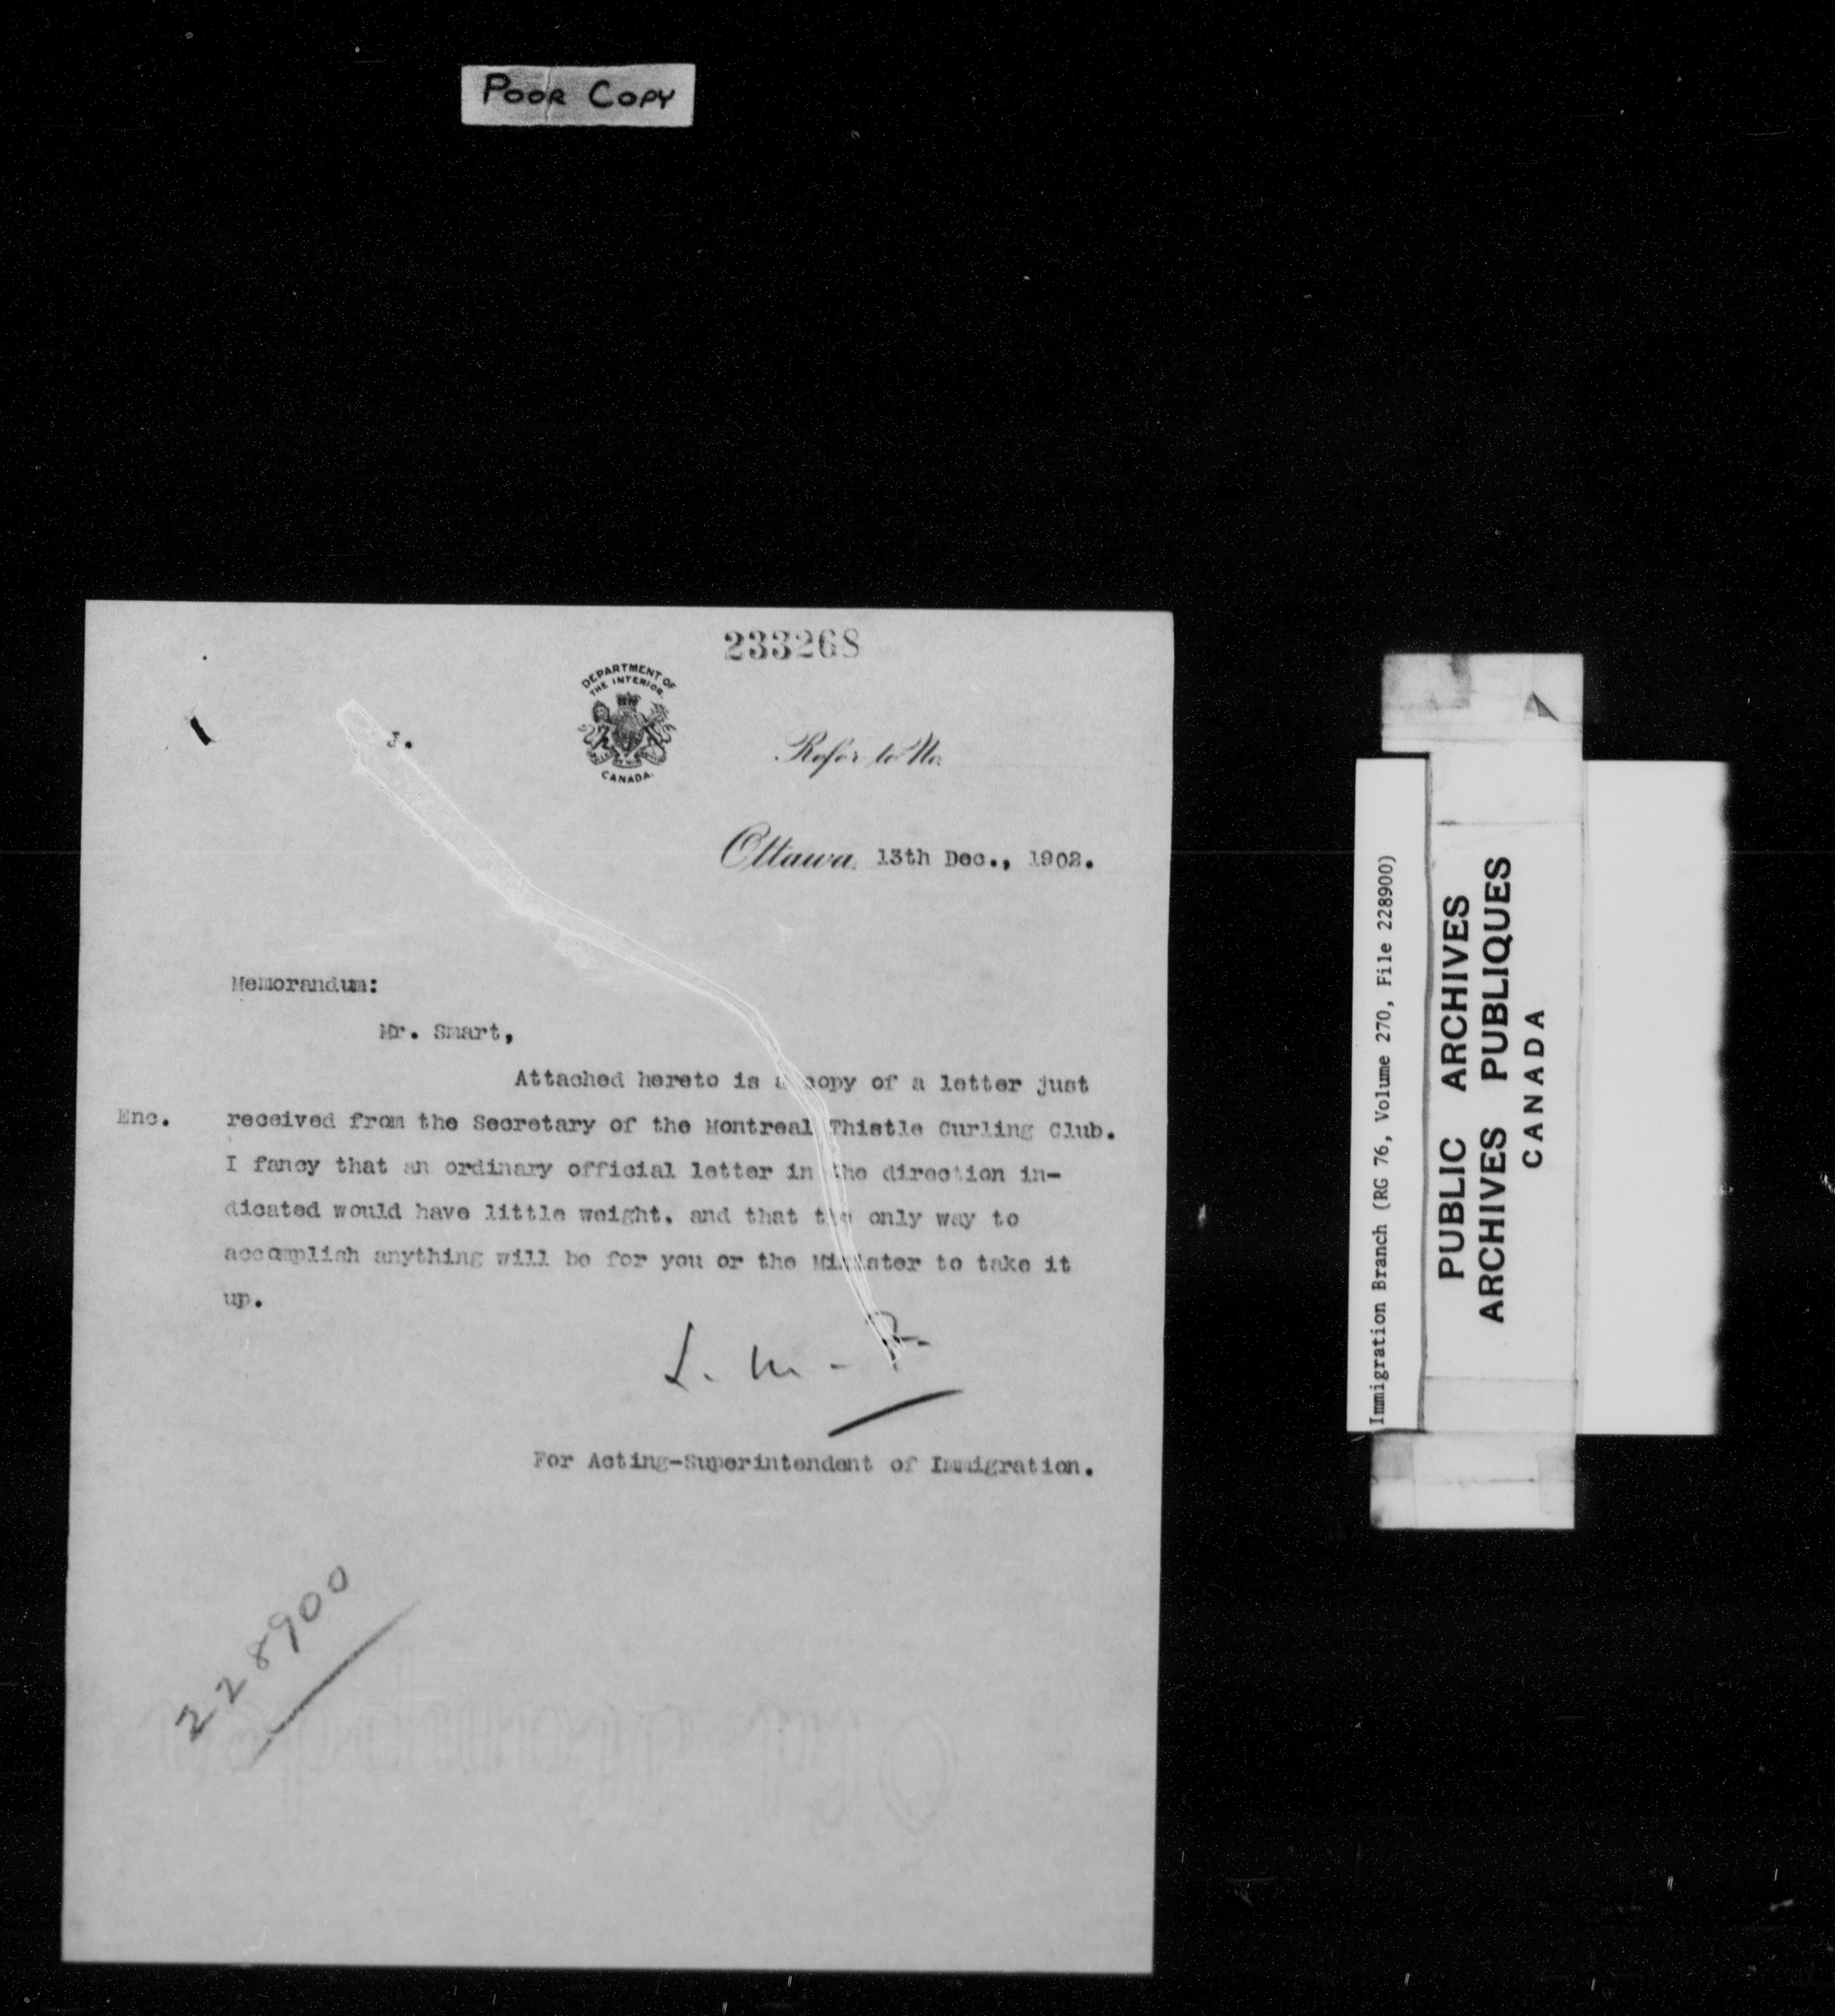 POOR COPY
233268
DEPARTMENT OF
THE INTERIOR.
CANADA.
J.
Refer to No.
Ottawa, 13th Dec., 1902.
Memorandum:
Mr. Smart,
Attached hereto is a copy of a letter just
Enc. received from the Secretary of the Montreal Thistle Curling Club.
I fancy that an ordinary official letter in the direction in-
dicated would have little weight, and that the only way to
accomplish anything will be for you or the Minister to take it
up.
L. M. F.
For Acting-Superintendent of Immigration.
228900
Immigration Branch (RG 76, Volume 270, File 228900)
PUBLIC ARCHIVES
ARCHIVES PUBLIQUES
CANADA